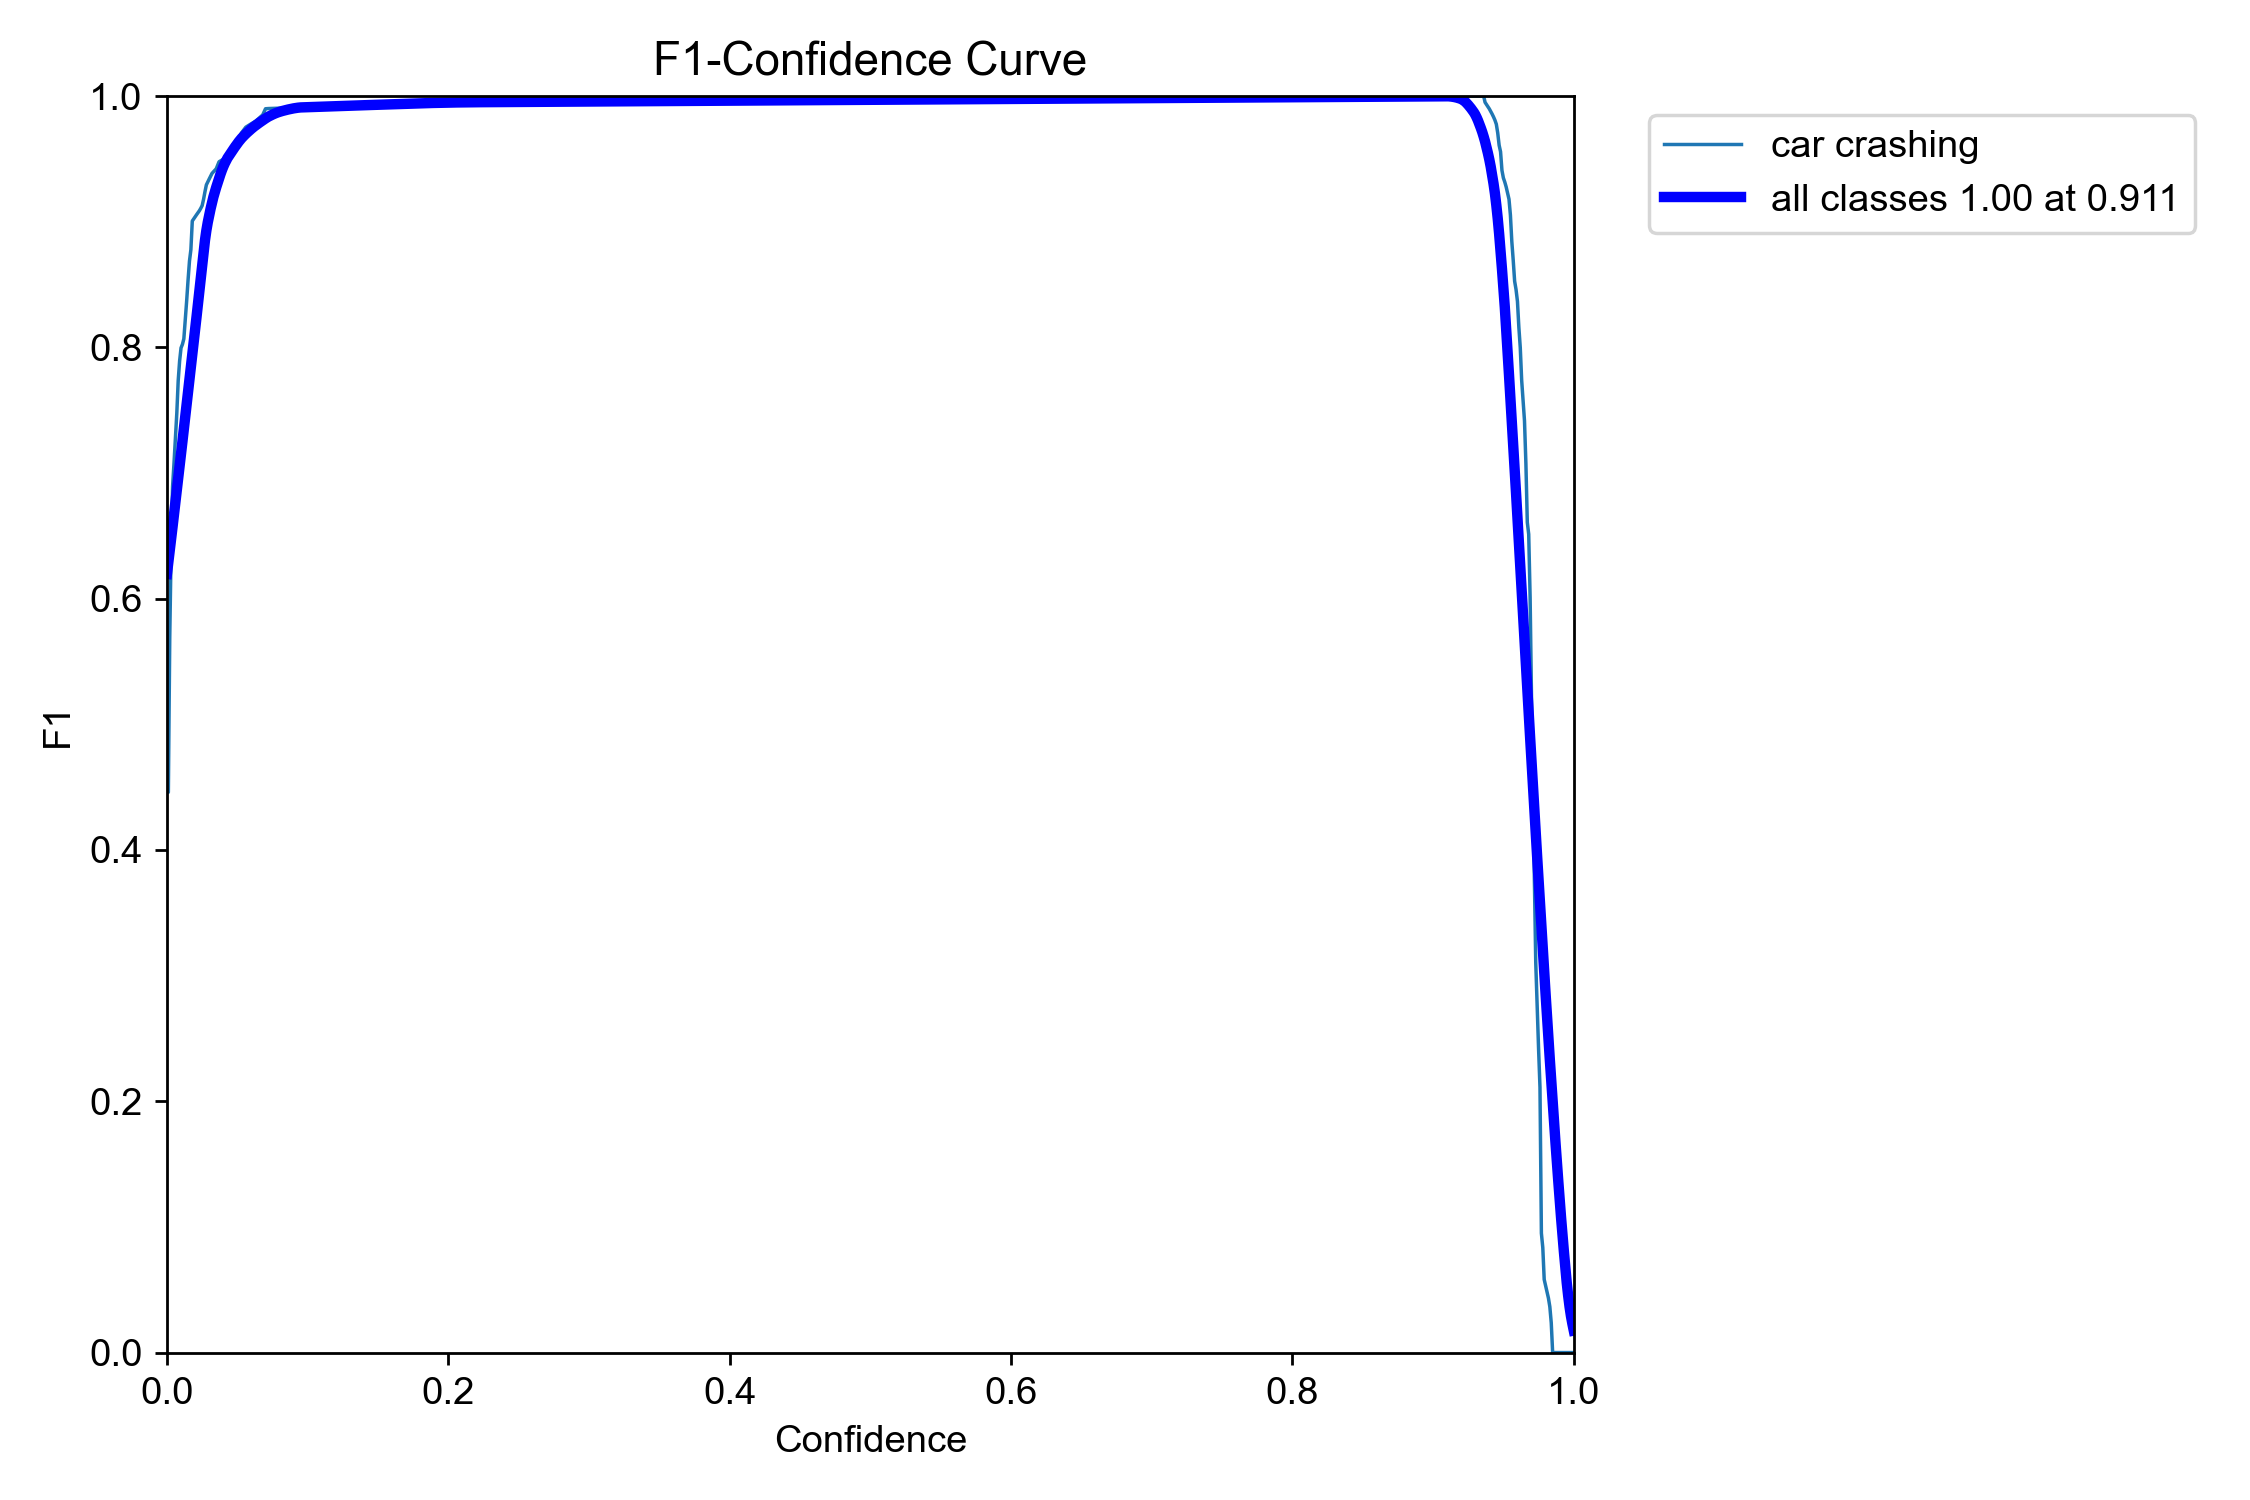 F1-Confidence Curve
1.0
0.8
0.6
0.4
0.2
0.0
F1
0.0 0.2 0.4 0.6 0.8 1.0
Confidence
car crashing
all classes 1.00 at 0.911